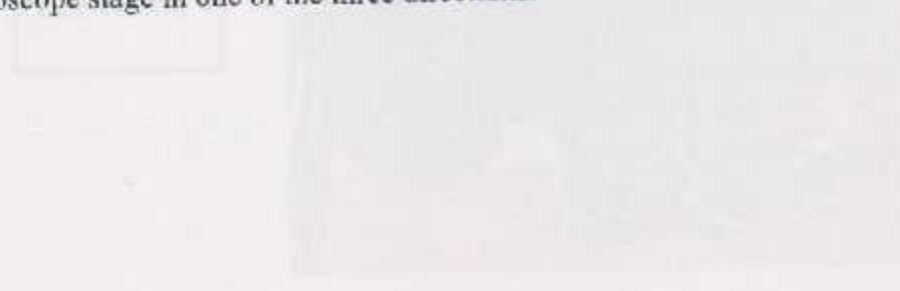 oscope stage in one of the three directions.